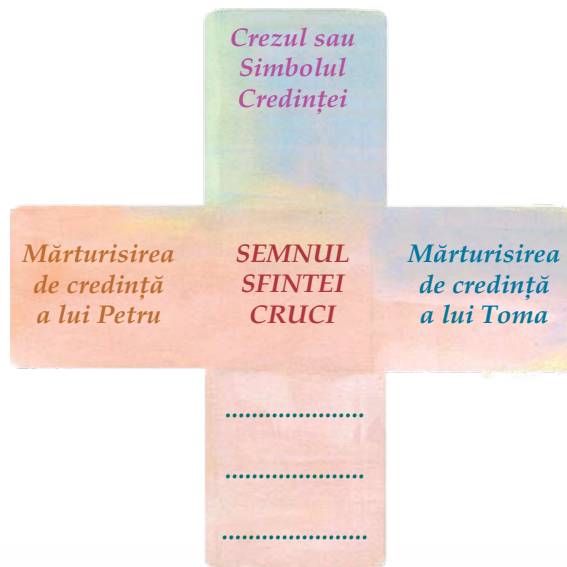 Crezul sau
Simbolul
Credinței
Mărturisirea
de credință
a lui Petru
SEMNUL
SFINTEI
CRUCI
Mărturisirea
de credință
a lui Toma
.....................
.....................
......................